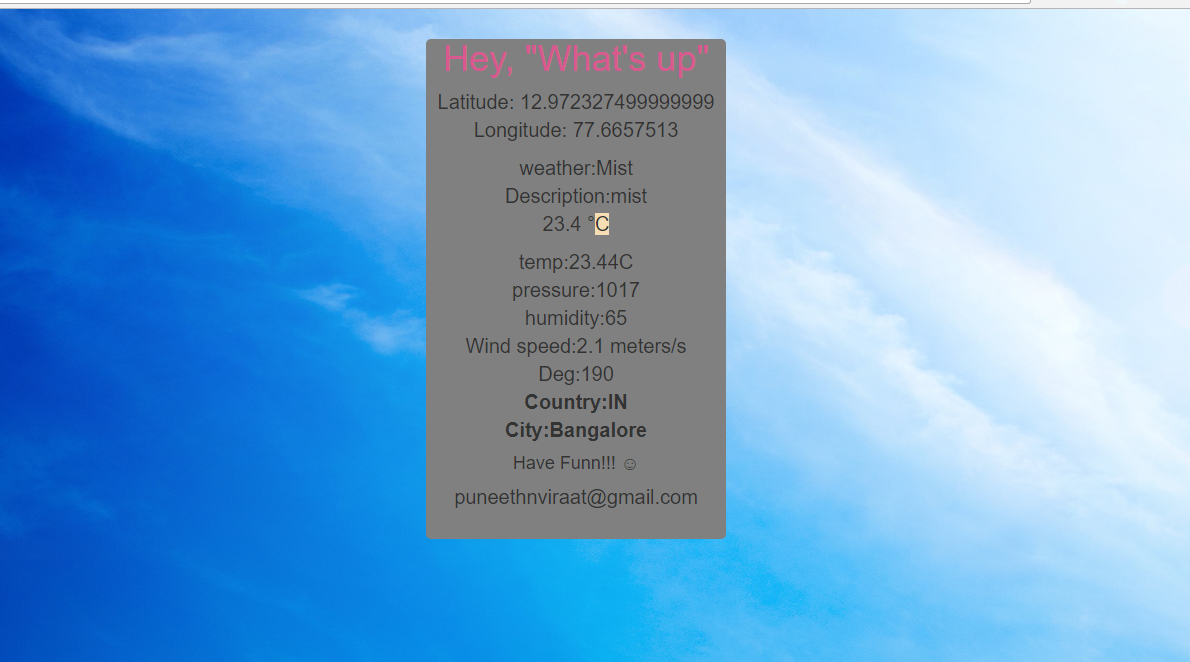 Hey, "What's up"
Latitude: 12.972327499999999
Longitude: 77.6657513
weather:Mist
Description:mist
23.4 °C
temp:23.44C
pressure:1017
humidity:65
Wind speed:2.1 meters/s
Deg:190
Country:IN
City:Bangalore
Have Funn!!! ☺
puneethnviraat@gmail.com